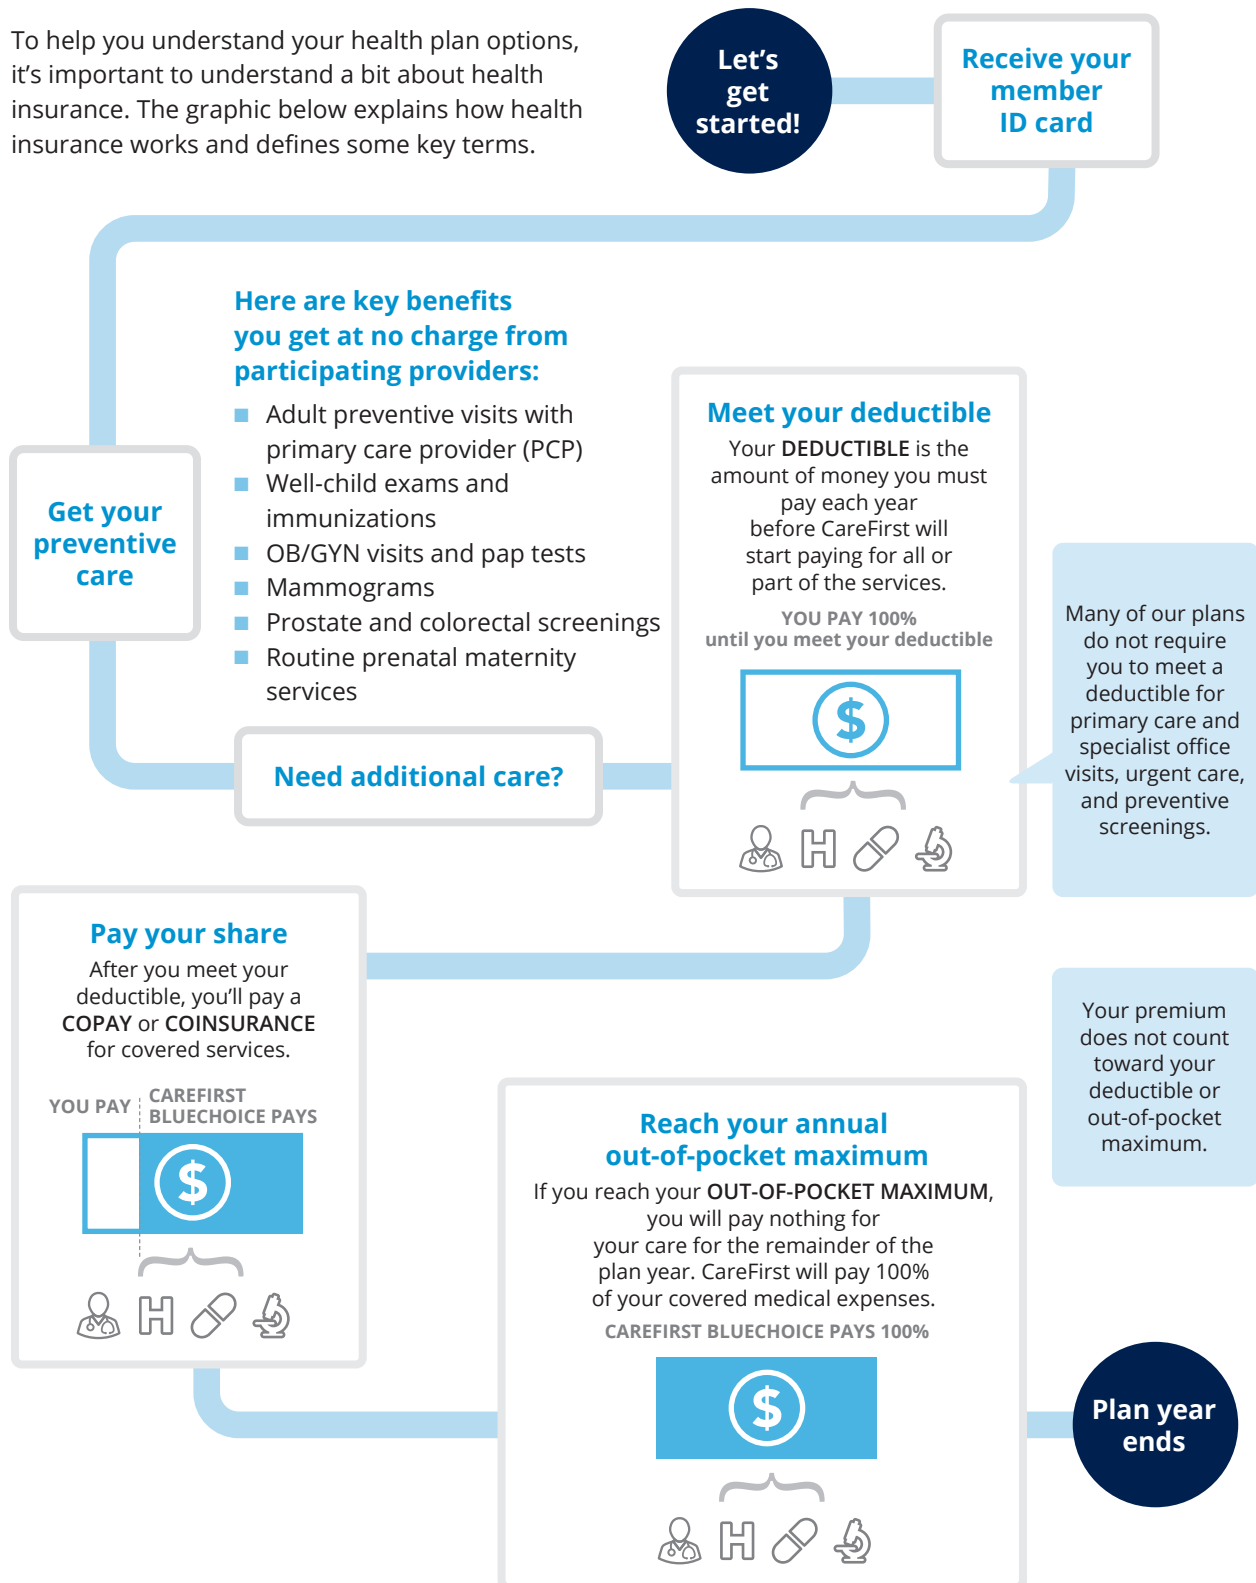 To help you understand your health plan options,
it's important to understand a bit about health
insurance. The graphic below explains how health
insurance works and defines some key terms.
Let's
get
started!
Receive your
member
ID card
Get your
preventive
care
Here are key benefits
you get at no charge from
participating providers:
■ Adult preventive visits with
primary care provider (PCP)
■ Well-child exams and
immunizations
■ OB/GYN visits and pap tests
■ Mammograms
■ Prostate and colorectal screenings
■ Routine prenatal maternity
services
Need additional care?
Meet your deductible
Your DEDUCTIBLE is the
amount of money you must
pay each year
before CareFirst will
start paying for all or
part of the services.
YOU PAY 100%
until you meet your deductible
$
H
Many of our plans
do not require
you to meet a
deductible for
primary care and
specialist office
visits, urgent care,
and preventive
screenings.
Pay your share
After you meet your
deductible, you'll pay a
COPAY or COINSURANCE
for covered services.
YOU PAY
CAREFIRST
BLUECHOICE PAYS
$
H
Your premium
does not count
toward your
deductible or
out-of-pocket
maximum.
Reach your annual
out-of-pocket maximum
If you reach your OUT-OF-POCKET MAXIMUM,
you will pay nothing for
your care for the remainder of the
plan year. CareFirst will pay 100%
of your covered medical expenses.
CAREFIRST BLUECHOICE PAYS 100%
$
H
Plan year
ends